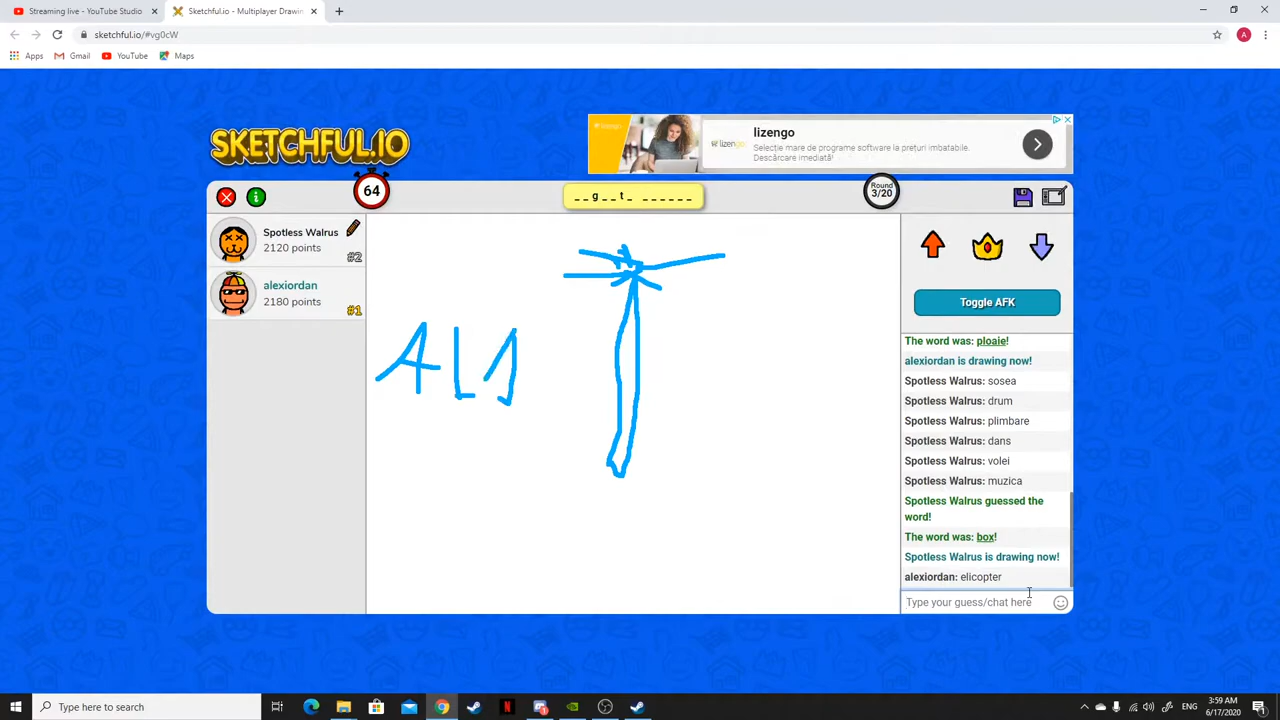 Streaming live - YouTube Studio
Sketchful.io - Multiplayer Drawin
sketchful.io/#vg0cW
A
Apps Gmail YouTube Maps
lizengo
lizengo
Selecție mare de programe software la prețuri imbatabile.
Descărcare imediată!
SKETCHFUL.IO
64
_ _ g _ _ t _ _ _ _ _ _ _
Round
3/20
Spotless Walrus
2120 points
#2
alexiordan
2180 points
#1
Toggle AFK
The word was: ploaie!
alexiordan is drawing now!
Spotless Walrus: sosea
Spotless Walrus: drum
Spotless Walrus: plimbare
Spotless Walrus: dans
Spotless Walrus: volei
Spotless Walrus: muzica
Spotless Walrus guessed the
word!
The word was: box!
Spotless Walrus is drawing now!
alexiordan: elicopter
Type your guess/chat here
Type here to search
ENG
3:59 AM
6/17/2020